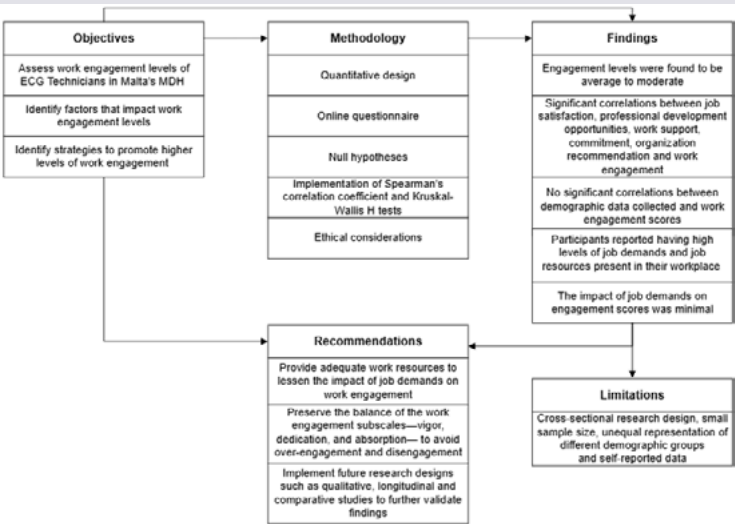 Objectives
Assess work engagement levels of
ECG Technicians in Malta's MDH
Identify factors that impact work
engagement levels
Identify strategies to promote higher
levels of work engagement
Methodology
Quantitative design
Online questionnaire
Null hypotheses
Implementation of Spearman's
correlation coefficient and Kruskal-
Wallis H tests
Ethical considerations
Findings
Engagement levels were found to be
average to moderate
Significant correlations between job
satisfaction, professional development
opportunities, work support,
commitment, organization
recommendation and work
engagement
No significant correlations between
demographic data collected and work
engagement scores
Participants reported having high
levels of job demands and job
resources present in their workplace
The impact of job demands on
engagement scores was minimal
Recommendations
Provide adequate work resources to
lessen the impact of job demands on
work engagement
Preserve the balance of the work
engagement subscales—vigor,
dedication, and absorption— to avoid
over-engagement and disengagement
Implement future research designs
such as qualitative, longitudinal and
comparative studies to further validate
findings
Limitations
Cross-sectional research design, small
sample size, unequal representation of
different demographic groups
and self-reported data